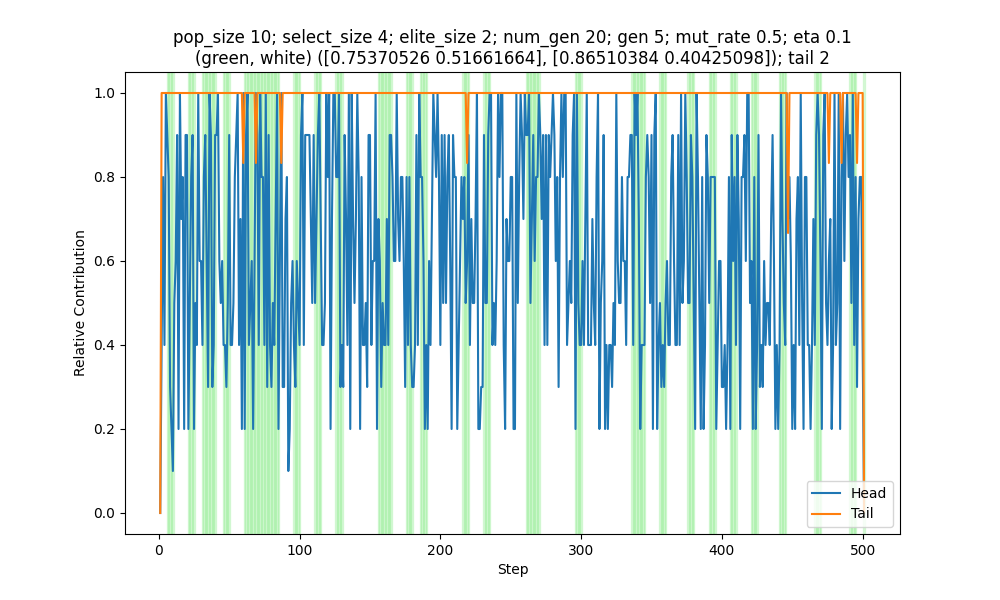 pop_size 10; select_size 4; elite_size 2; num_gen 20; gen 5; mut_rate 0.5; eta 0.1
(green, white) ([0.75370526 0.51661664], [0.86510384 0.40425098]); tail 2
1.0
0.8
0.6
0.4
0.2
0.0
Relative Contribution
Head
Tail
0
100
200
300
400
500
Step